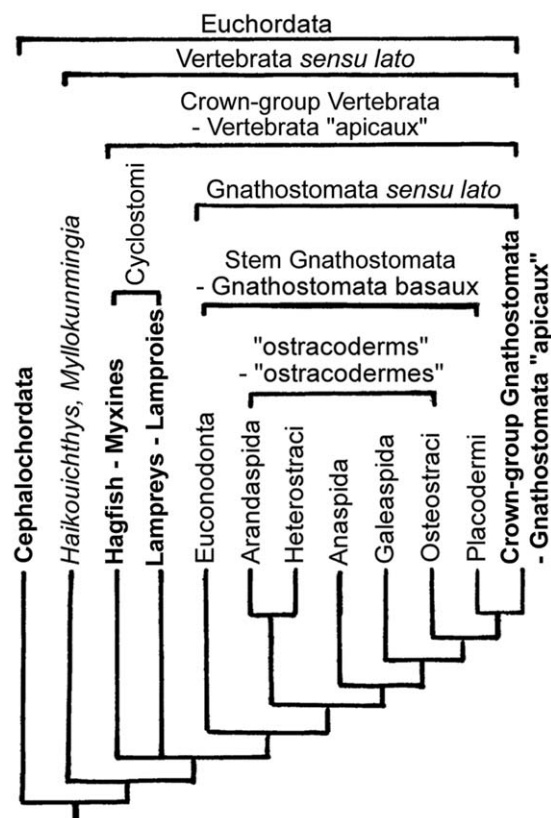 Euchordata
Vertebrata sensu lato
Crown-group Vertebrata
- Vertebrata "apicaux"
Cyclostomi
Gnathostomata sensu lato
Stem Gnathostomata
- Gnathostomata basaux
"ostracoderms"
- "ostracodermes"
Cephalochordata
Haikouichthys, Myllokunmingia
Hagfish - Myxines
Lampreys - Lamproies
Euconodonta
Arandaspida
Heterostraci
Anaspida
Galeaspida
Osteostraci
Placodermi
Crown-group Gnathostomata
- Gnathostomata "apicaux"